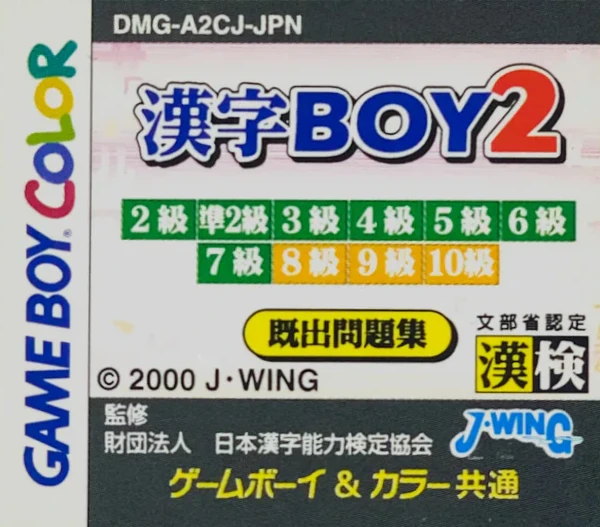 DMG-A2CJ-JPN
GAME BOY COLOR
漢字BOY2
2級 準2級 3級 4級 5級 6級
7級 8級 9級 10級
既出問題集
文部省認定
漢検
© 2000 J·WING
監修
財団法人 日本漢字能力検定協会
J·WING
ゲームボーイ & カラー共通